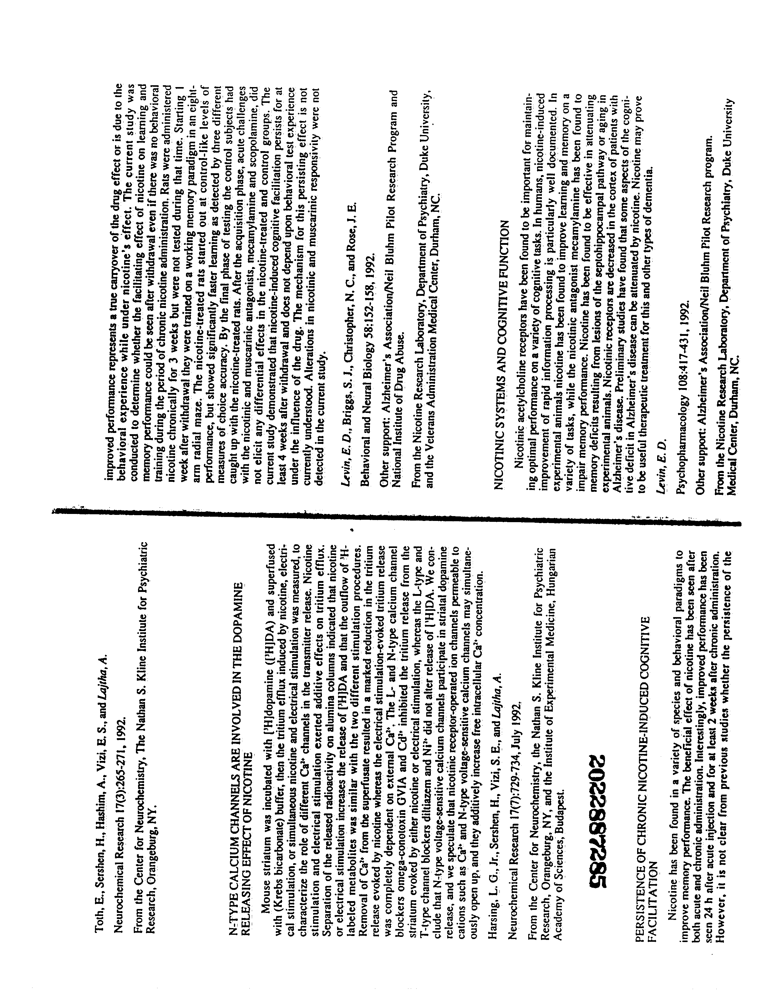 Toth, E., Sershen, H., Hashim, A., Vizi, E. S., and Lajtha, A.
Neurochemical Research 17(3):265-271, 1992.
From the Center for Neurochemistry, The Nathan S. Kline Institute for Psychiatric
Research, Orangeburg, NY.
N-TYPE CALCIUM CHANNELS ARE INVOLVED IN THE DOPAMINE
RELEASING EFFECT OF NICOTINE
Mouse striatum was incubated with [³H]dopamine ([³H]DA) and superfused
with (Krebs bicarbonate) buffer, then the tritium efflux induced by nicotine, electri-
cal stimulation, or simultaneous nicotine and electrical stimulation was measured, to
characterize the role of different Ca²⁺ channels in the transmitter release. Nicotine
stimulation and electrical stimulation exerted additive effects on tritium efflux.
Separation of the released radioactivity on alumina columns indicated that nicotine
or electrical stimulation increases the release of [³H]DA and that the outflow of ³H-
labeled metabolites was similar with the two different stimulation procedures.
Removal of Ca²⁺ from the superfusate resulted in a marked reduction in the tritium
release evoked by nicotine whereas the electrical stimulation-evoked tritium release
was completely dependent on external Ca²⁺. The L- and N-type calcium channel
blockers omega-conotoxin GVIA and Cd²⁺ inhibited the tritium release from the
striatum evoked by either nicotine or electrical stimulation, whereas the L-type and
T-type channel blockers diltiazem and Ni²⁺ did not alter release of [³H]DA. We con-
clude that N-type voltage-sensitive calcium channels participate in striatal dopamine
release, and we speculate that nicotinic receptor-operated ion channels permeable to
cations such as Ca²⁺ and N-type voltage-sensitive calcium channels may simultane-
ously open up, and they additively increase free intracellular Ca²⁺ concentration.
Harsing, L. G., Jr., Sershen, H., Vizi, S. E., and Lajtha, A.
Neurochemical Research 17(7):729-734, July 1992.
From the Center for Neurochemistry, the Nathan S. Kline Institute for Psychiatric
Research, Orangeburg, NY, and the Institute of Experimental Medicine, Hungarian
Academy of Sciences, Budapest.
2022887285
PERSISTENCE OF CHRONIC NICOTINE-INDUCED COGNITIVE
FACILITATION
Nicotine has been found in a variety of species and behavioral paradigms to
improve memory performance. The beneficial effect of nicotine has been seen after
both acute and chronic administration. Interestingly, improved performance has been
seen 24 h after acute injection and for at least 2 weeks after chronic administration.
However, it is not clear from previous studies whether the persistence of the
improved performance represents a true carryover of the drug effect or is due to the
behavioral experience while under nicotine's effect. The current study was
conducted to determine whether the facilitating effect of nicotine on learning and
memory performance could be seen after withdrawal even if there was no behavioral
training during the period of chronic nicotine administration. Rats were administered
nicotine chronically for 3 weeks but were not tested during that time. Starting 1
week after withdrawal they were trained on a working memory paradigm in an eight-
arm radial maze. The nicotine-treated rats started out at control-like levels of
performance, but showed significantly faster learning as detected by three different
measures of choice accuracy. By the final phase of testing the control subjects had
caught up with the nicotine-treated rats. After the acquisition phase, acute challenges
with the nicotinic and muscarinic antagonists, mecamylamine and scopolamine, did
not elicit any differential effects in the nicotine-treated and control groups. The
current study demonstrated that nicotine-induced cognitive facilitation persists for at
least 4 weeks after withdrawal and does not depend upon behavioral test experience
under the influence of the drug. The mechanism for this persisting effect is not
currently understood. Alterations in nicotinic and muscarinic responsivity were not
detected in the current study.
Levin, E. D., Briggs, S. J., Christopher, N. C., and Rose, J. E.
Behavioral and Neural Biology 58:152-158, 1992.
Other support: Alzheimer's Association/Neil Bluhm Pilot Research Program and
National Institute of Drug Abuse.
From the Nicotine Research Laboratory, Department of Psychiatry, Duke University,
and the Veterans Administration Medical Center, Durham, NC.
NICOTINIC SYSTEMS AND COGNITIVE FUNCTION
Nicotinic acetylcholine receptors have been found to be important for maintain-
ing optimal performance on a variety of cognitive tasks. In humans, nicotine-induced
improvement of rapid information processing is particularly well documented. In
experimental animals nicotine has been found to improve learning and memory on a
variety of tasks, while the nicotinic antagonist mecamylamine has been found to
impair memory performance. Nicotine has been found to be effective in attenuating
memory deficits resulting from lesions of the septohippocampal pathway or aging in
experimental animals. Nicotinic receptors are decreased in the cortex of patients with
Alzheimer's disease. Preliminary studies have found that some aspects of the cogni-
tive deficit in Alzheimer's disease can be attenuated by nicotine. Nicotine may prove
to be useful therapeutic treatment for this and other types of dementia.
Levin, E. D.
Psychopharmacology 108:417-431, 1992.
Other support: Alzheimer's Association/Neil Bluhm Pilot Research program.
From the Nicotine Research Laboratory, Department of Psychiatry, Duke University
Medical Center, Durham, NC.